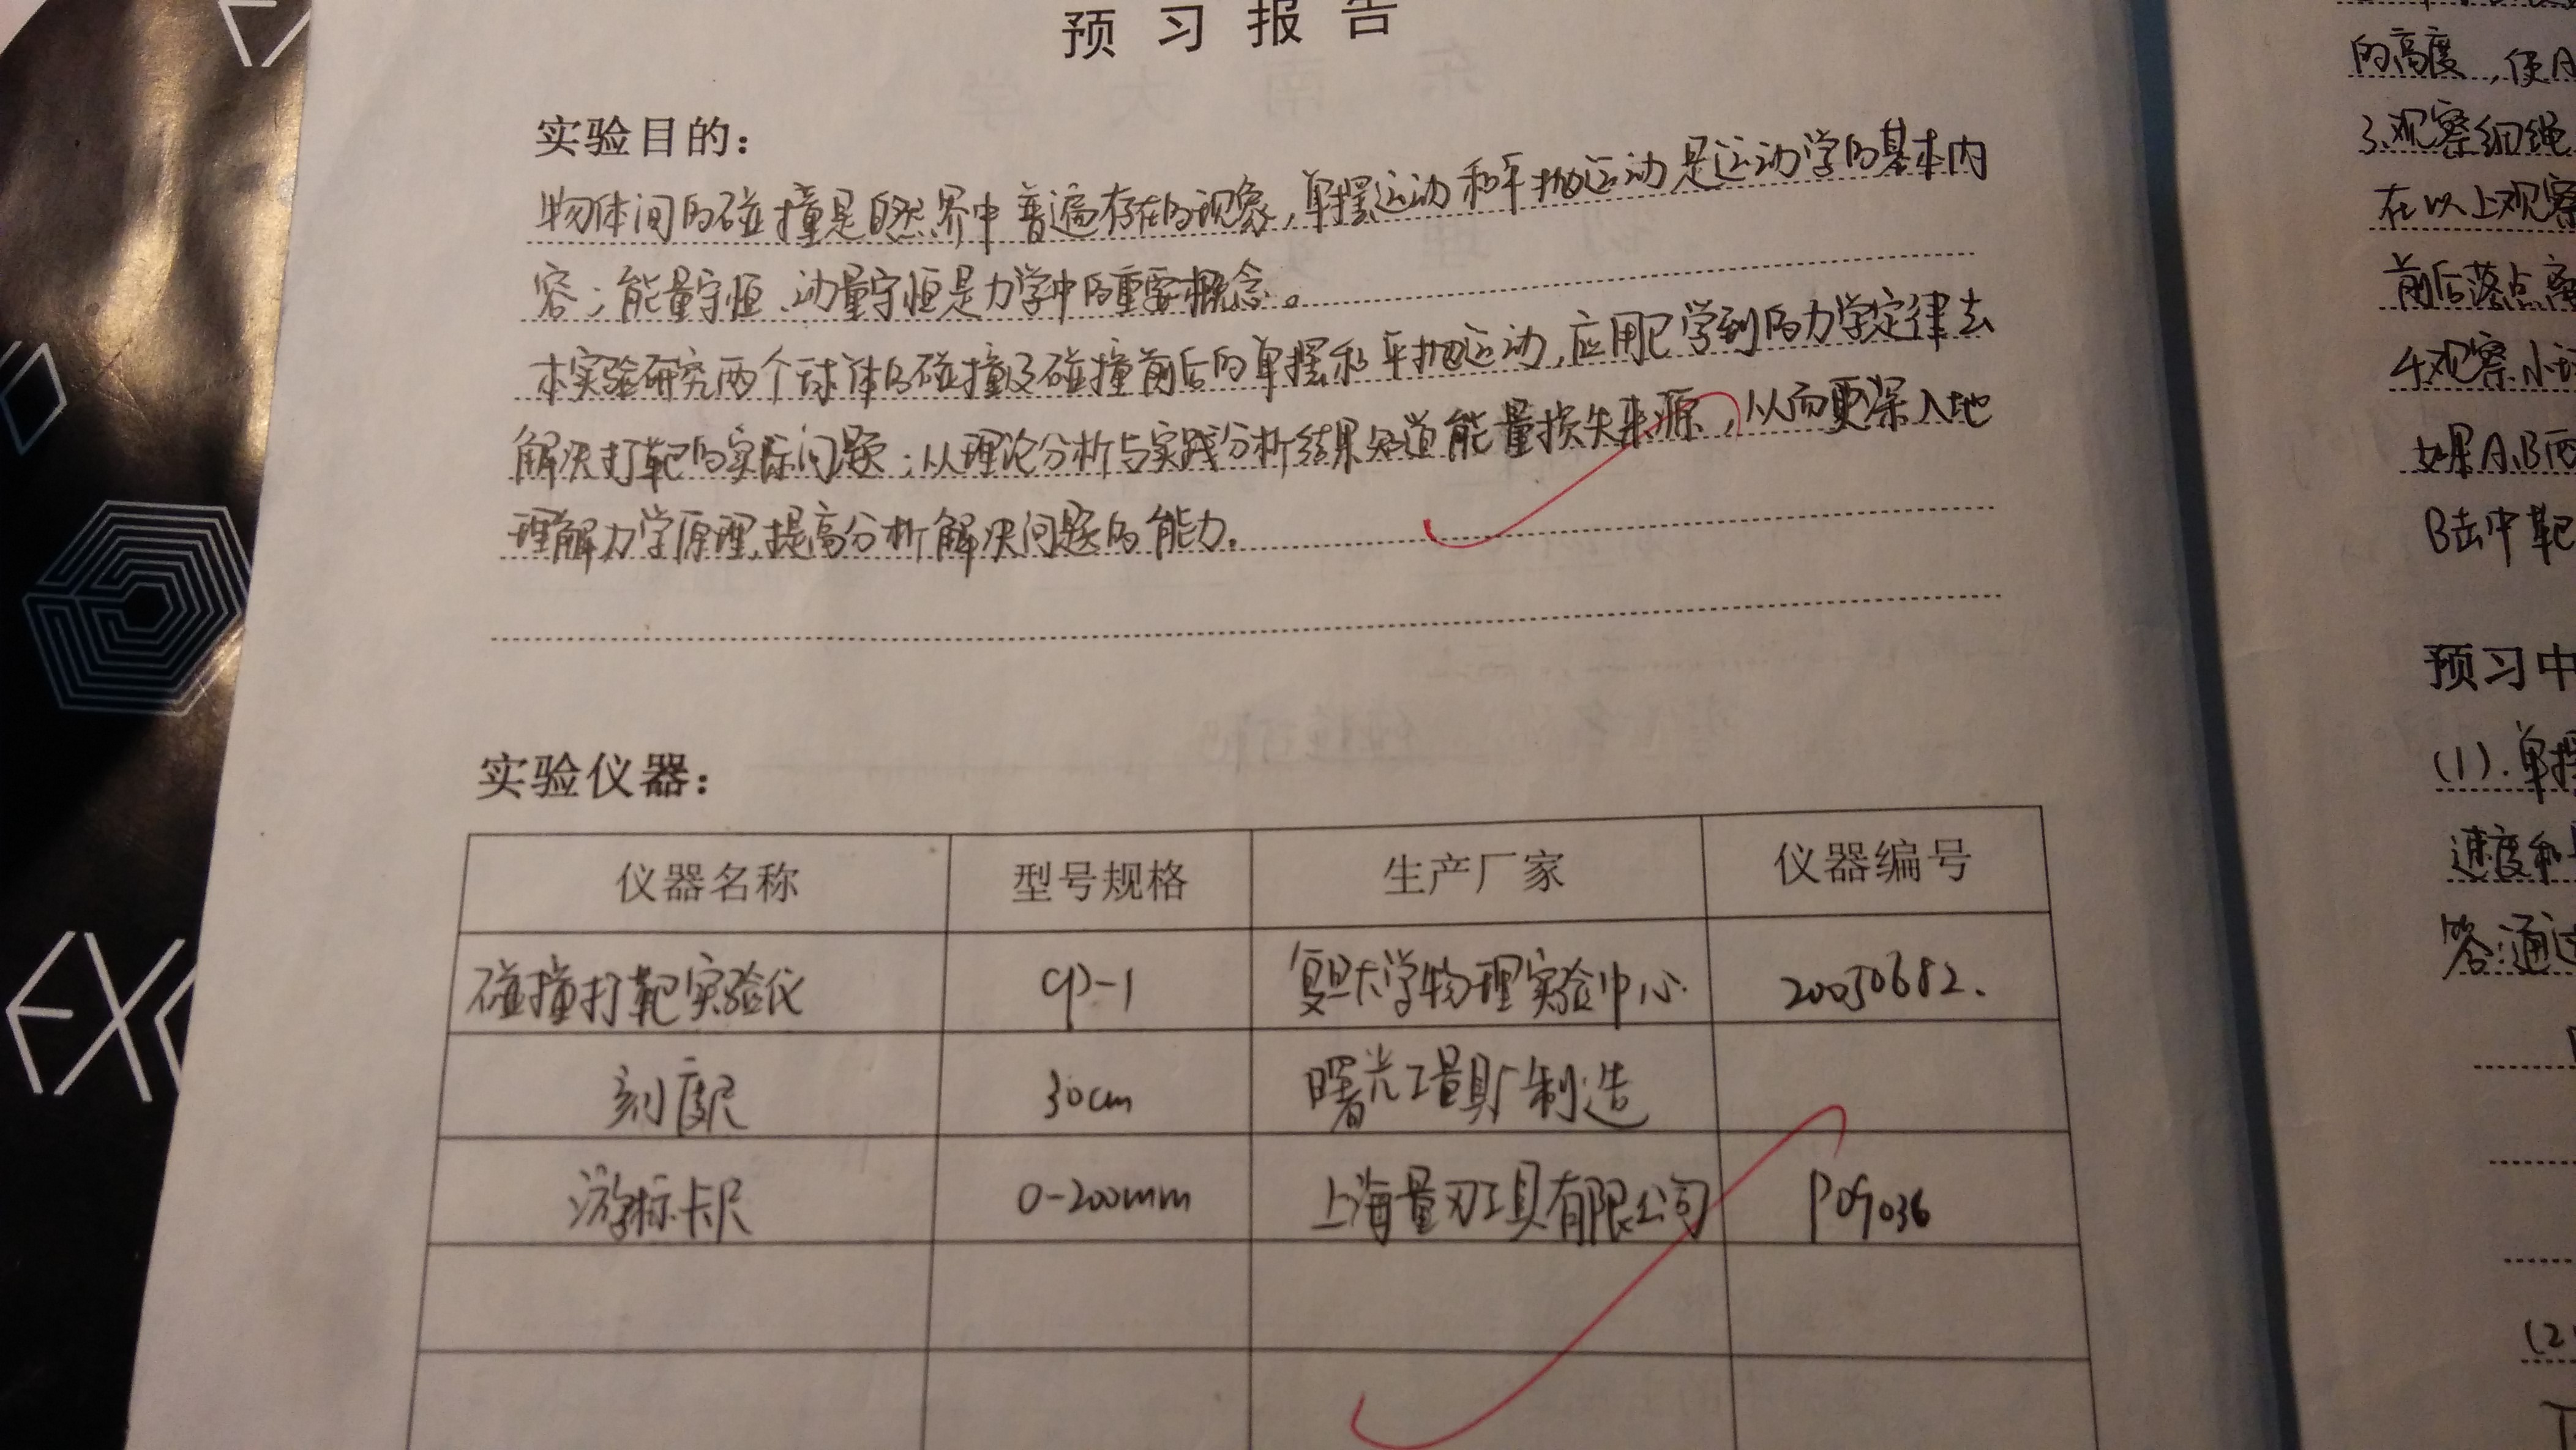 预习报告
实验目的：
物体间的碰撞是自然界中普遍存在的现象，单摆运动和平抛运动是运动学的基本内
容；能量守恒、动量守恒是力学中的重要概念。
本实验研究两个球体的碰撞及碰撞前后的单摆和平抛运动，应用已学到的力学定律去
解决打靶的实际问题；从理论分析与实践分析结果知道能量损失来源，从而更深入地
理解力学原理，提高分析解决问题的能力。
实验仪器：
仪器名称 型号规格 生产厂家 仪器编号
碰撞打靶实验仪 CP-1 复旦大学物理实验中心. 20050682.
刻度尺 30cm 曙光工量具厂制造
游标卡尺 0-200mm 上海量刃工具有限公司 P09036
的高度，使A
3.观察细绳
在以上观察
前后落点离
4.观察小球
如果A、B两
B击中靶
预习中
(1).单摆
速度和
答：通过
(2)
EXO